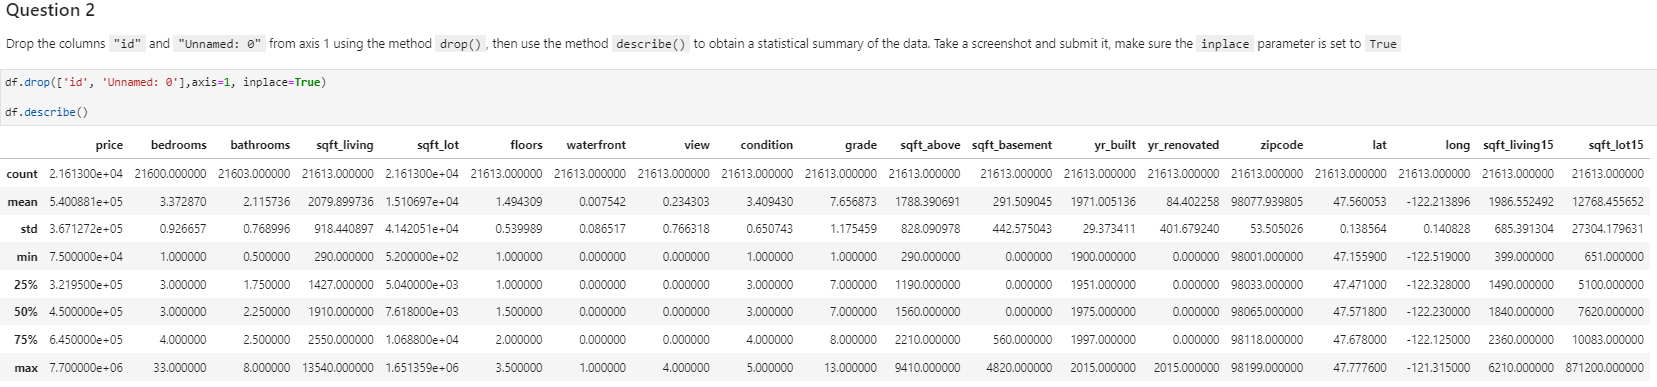 Question 2
Drop the columns "id" and "Unnamed: 0" from axis 1 using the method drop(), then use the method describe() to obtain a statistical summary of the data. Take a screenshot and submit it, make sure the inplace parameter is set to True
df.drop(['id', 'Unnamed: 0'],axis=1, inplace=True)
df.describe()
price bedrooms bathrooms sqft_living sqft_lot floors waterfront view condition grade sqft_above sqft_basement yr_built yr_renovated zipcode lat long sqft_living15 sqft_lot15
count 2.161300e+04 21600.000000 21603.000000 21613.000000 2.161300e+04 21613.000000 21613.000000 21613.000000 21613.000000 21613.000000 21613.000000 21613.000000 21613.000000 21613.000000 21613.000000 21613.000000 21613.000000 21613.000000 21613.000000
mean 5.400881e+05 3.372870 2.115736 2079.899736 1.510697e+04 1.494309 0.007542 0.234303 3.409430 7.656873 1788.390691 291.509045 1971.005136 84.402258 98077.939805 47.560053 -122.213896 1986.552492 12768.455652
std 3.671272e+05 0.926657 0.768996 918.440897 4.142051e+04 0.539989 0.086517 0.766318 0.650743 1.175459 828.090978 442.575043 29.373411 401.679240 53.505026 0.138564 0.140828 685.391304 27304.179631
min 7.500000e+04 1.000000 0.500000 290.000000 5.200000e+02 1.000000 0.000000 0.000000 1.000000 1.000000 290.000000 0.000000 1900.000000 0.000000 98001.000000 47.155900 -122.519000 399.000000 651.000000
25% 3.219500e+05 3.000000 1.750000 1427.000000 5.040000e+03 1.000000 0.000000 0.000000 3.000000 7.000000 1190.000000 0.000000 1951.000000 0.000000 98033.000000 47.471000 -122.328000 1490.000000 5100.000000
50% 4.500000e+05 3.000000 2.250000 1910.000000 7.618000e+03 1.500000 0.000000 0.000000 3.000000 7.000000 1560.000000 0.000000 1975.000000 0.000000 98065.000000 47.571800 -122.230000 1840.000000 7620.000000
75% 6.450000e+05 4.000000 2.500000 2550.000000 1.068800e+04 2.000000 0.000000 0.000000 4.000000 8.000000 2210.000000 560.000000 1997.000000 0.000000 98118.000000 47.678000 -122.125000 2360.000000 10083.000000
max 7.700000e+06 33.000000 8.000000 13540.000000 1.651359e+06 3.500000 1.000000 4.000000 5.000000 13.000000 9410.000000 4820.000000 2015.000000 2015.000000 98199.000000 47.777600 -121.315000 6210.000000 871200.000000